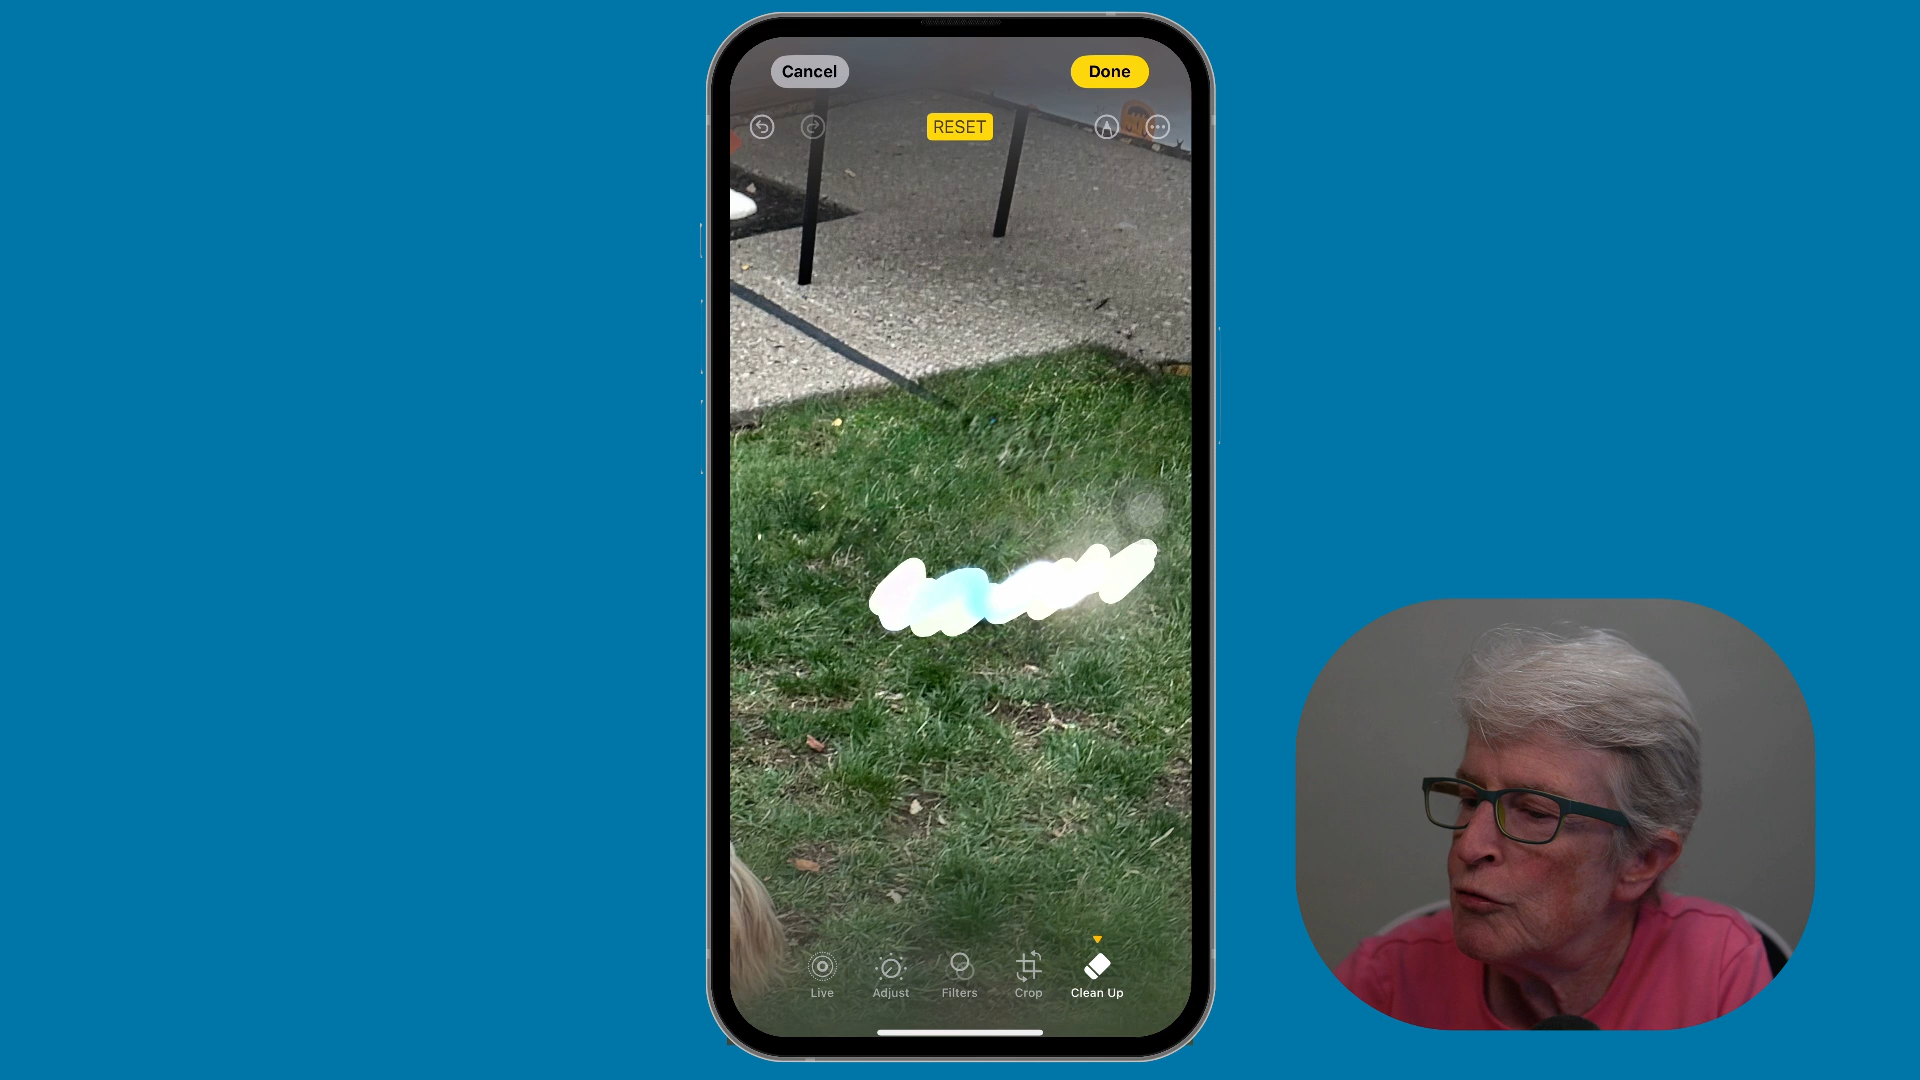 Cancel
Done
RESET
Live
Adjust
Filters
Crop
Clean Up